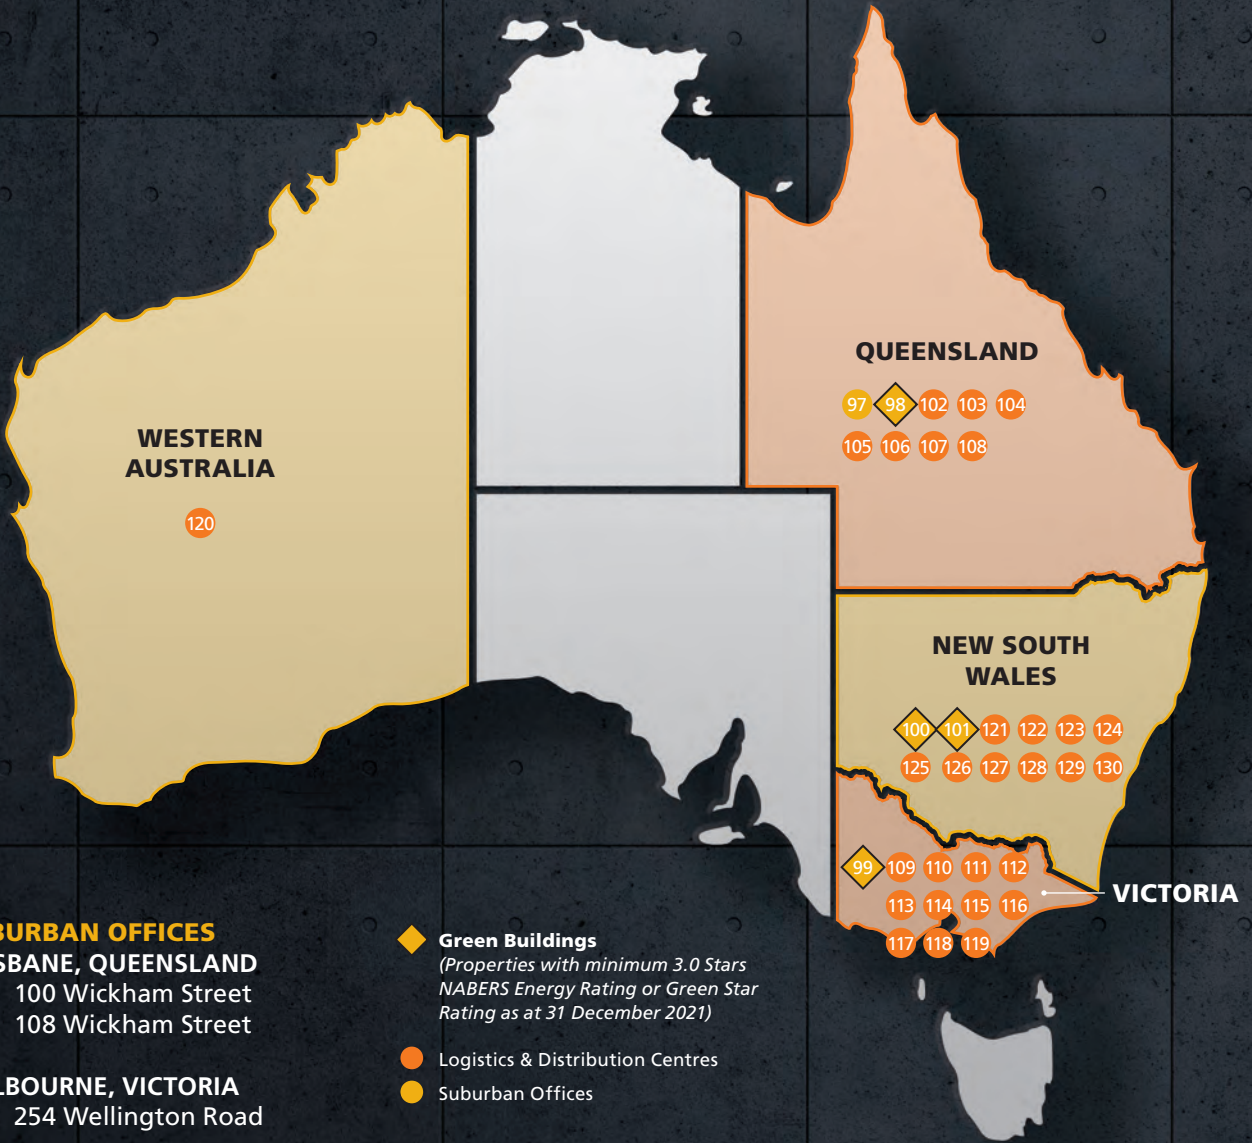 QUEENSLAND
97 98 102 103 104
105 106 107 108
WESTERN
AUSTRALIA
120
NEW SOUTH
WALES
100 101 121 122 123 124
125 126 127 128 129 130
99 109 110 111 112
113 114 115 116
117 118 119
VICTORIA
BURBAN OFFICES
SBANE, QUEENSLAND
100 Wickham Street
108 Wickham Street
LBOURNE, VICTORIA
254 Wellington Road
Green Buildings
(Properties with minimum 3.0 Stars
NABERS Energy Rating or Green Star
Rating as at 31 December 2021)
Logistics & Distribution Centres
Suburban Offices